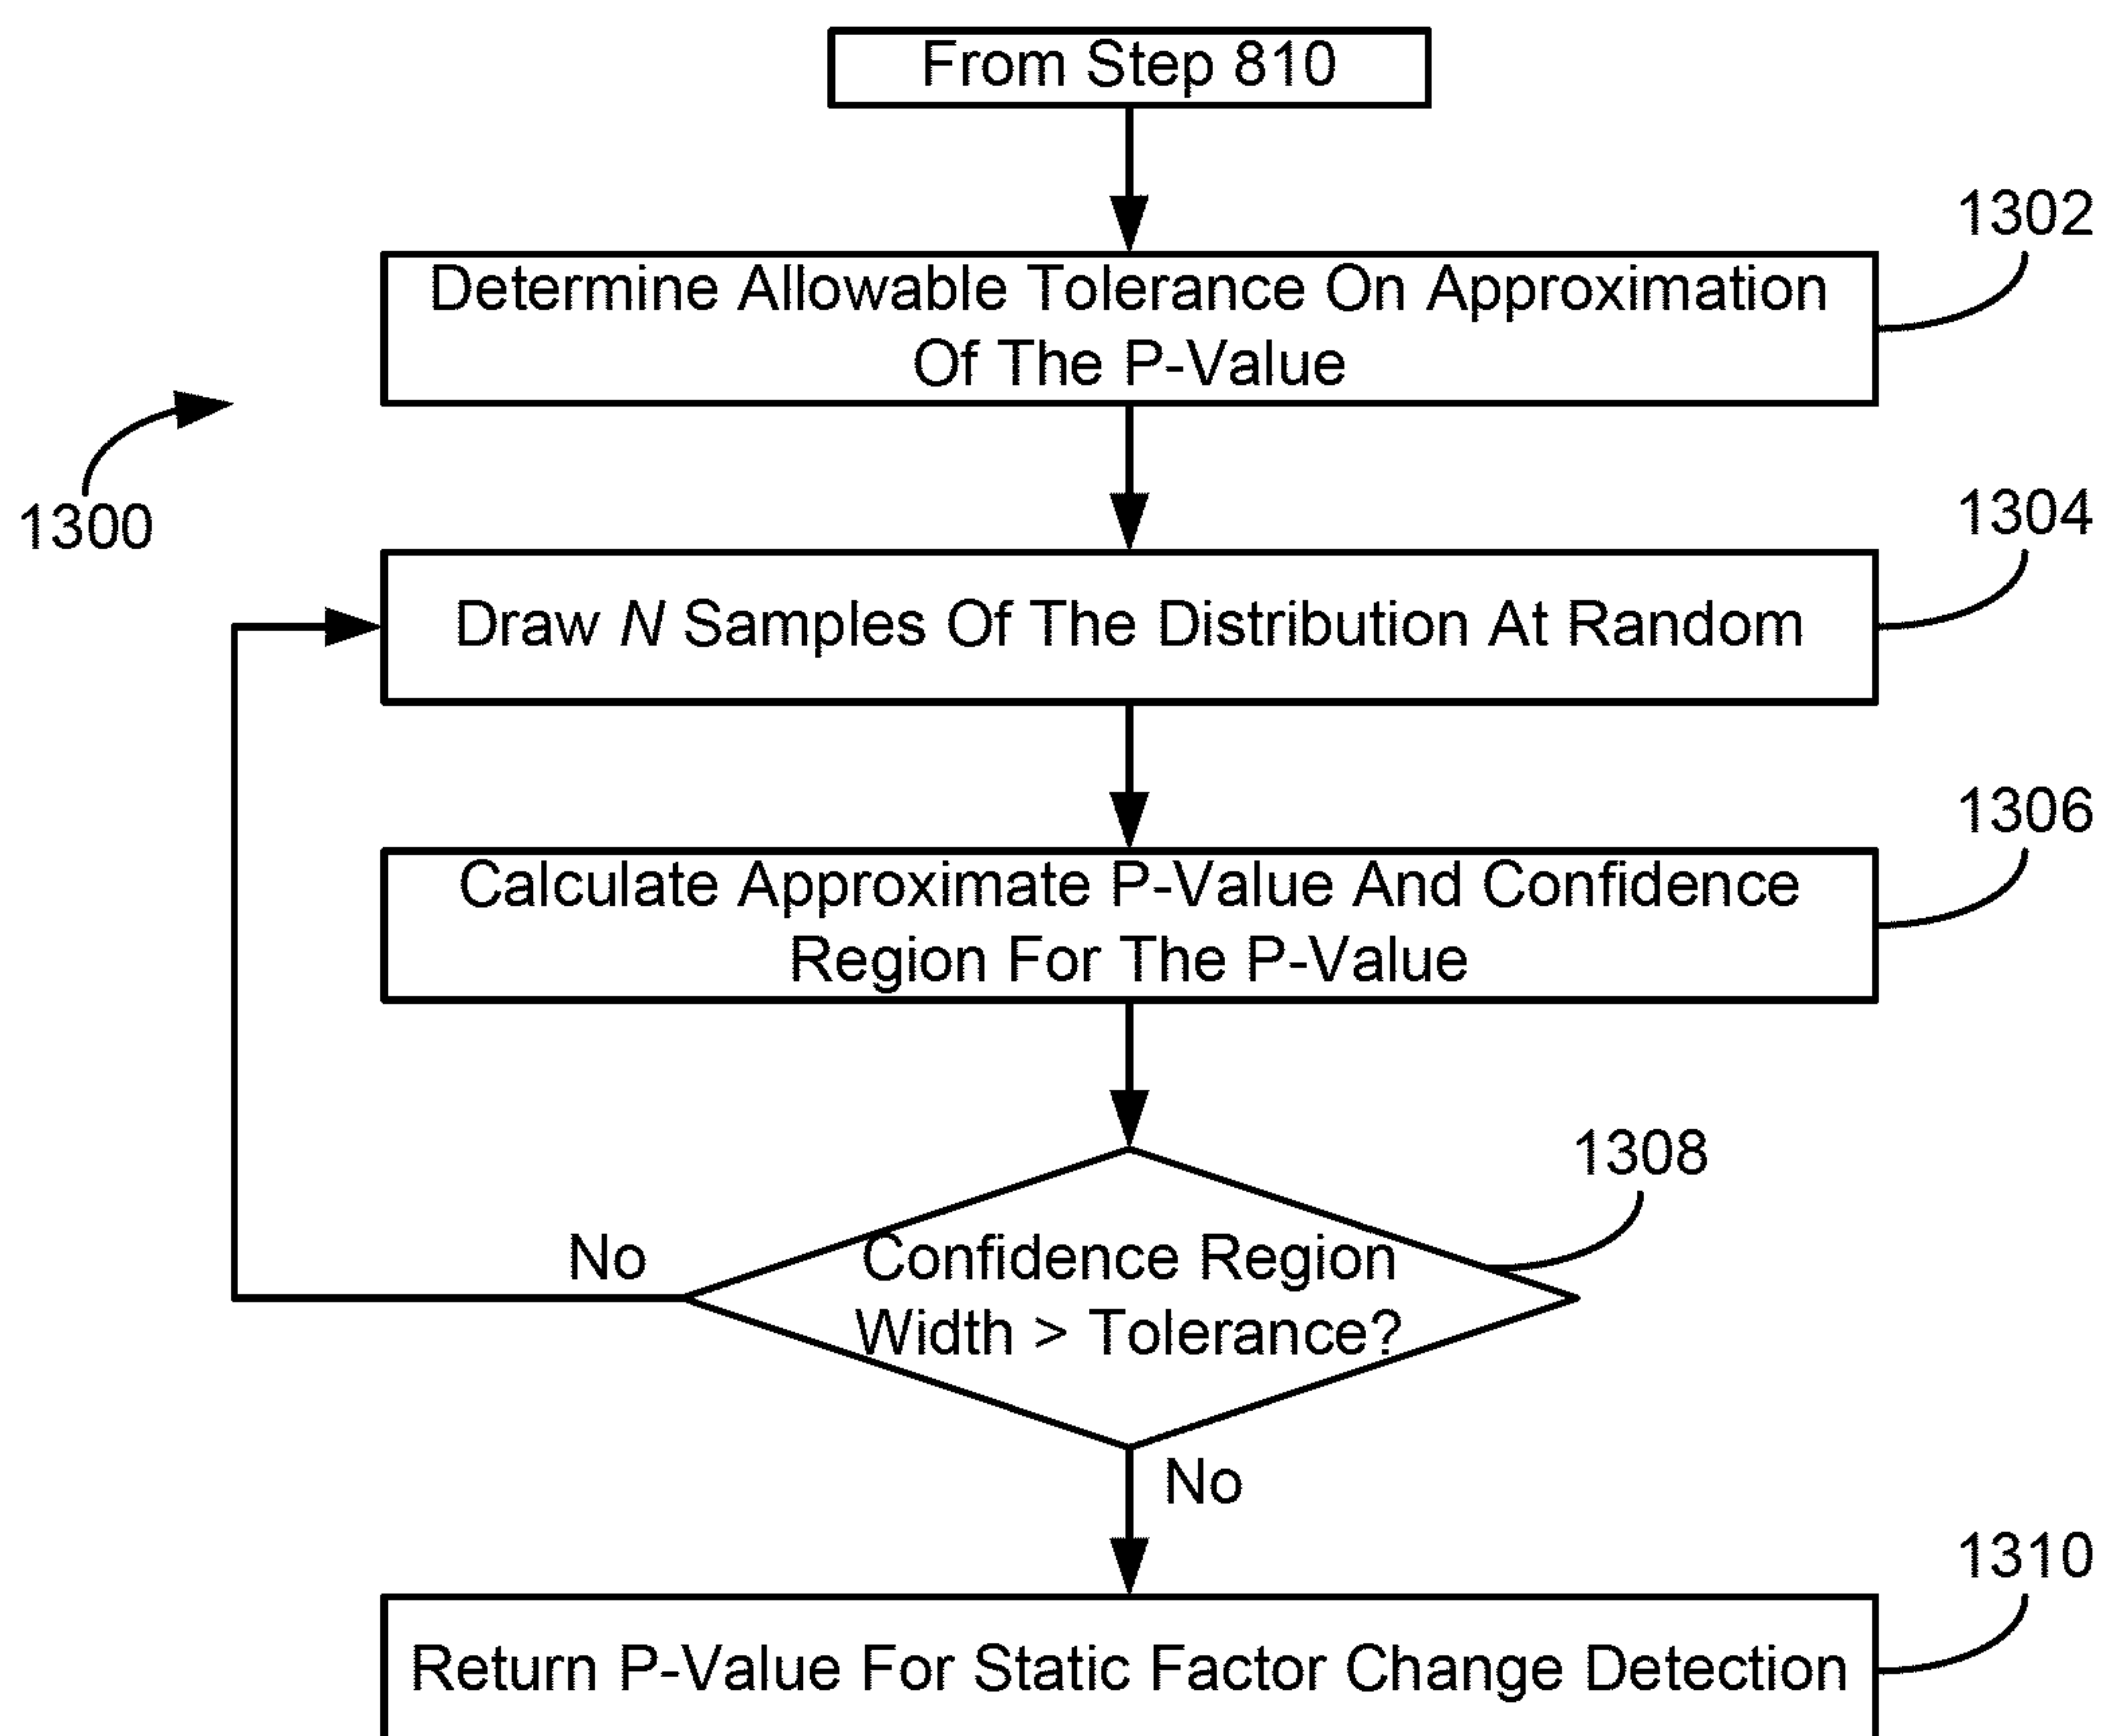 From Step 810
1302
Determine Allowable Tolerance On Approximation
Of The P-Value
1300
1304
Draw N Samples Of The Distribution At Random
1306
Calculate Approximate P-Value And Confidence
Region For The P-Value
1308
No
Confidence Region
Width > Tolerance?
No
1310
Return P-Value For Static Factor Change Detection